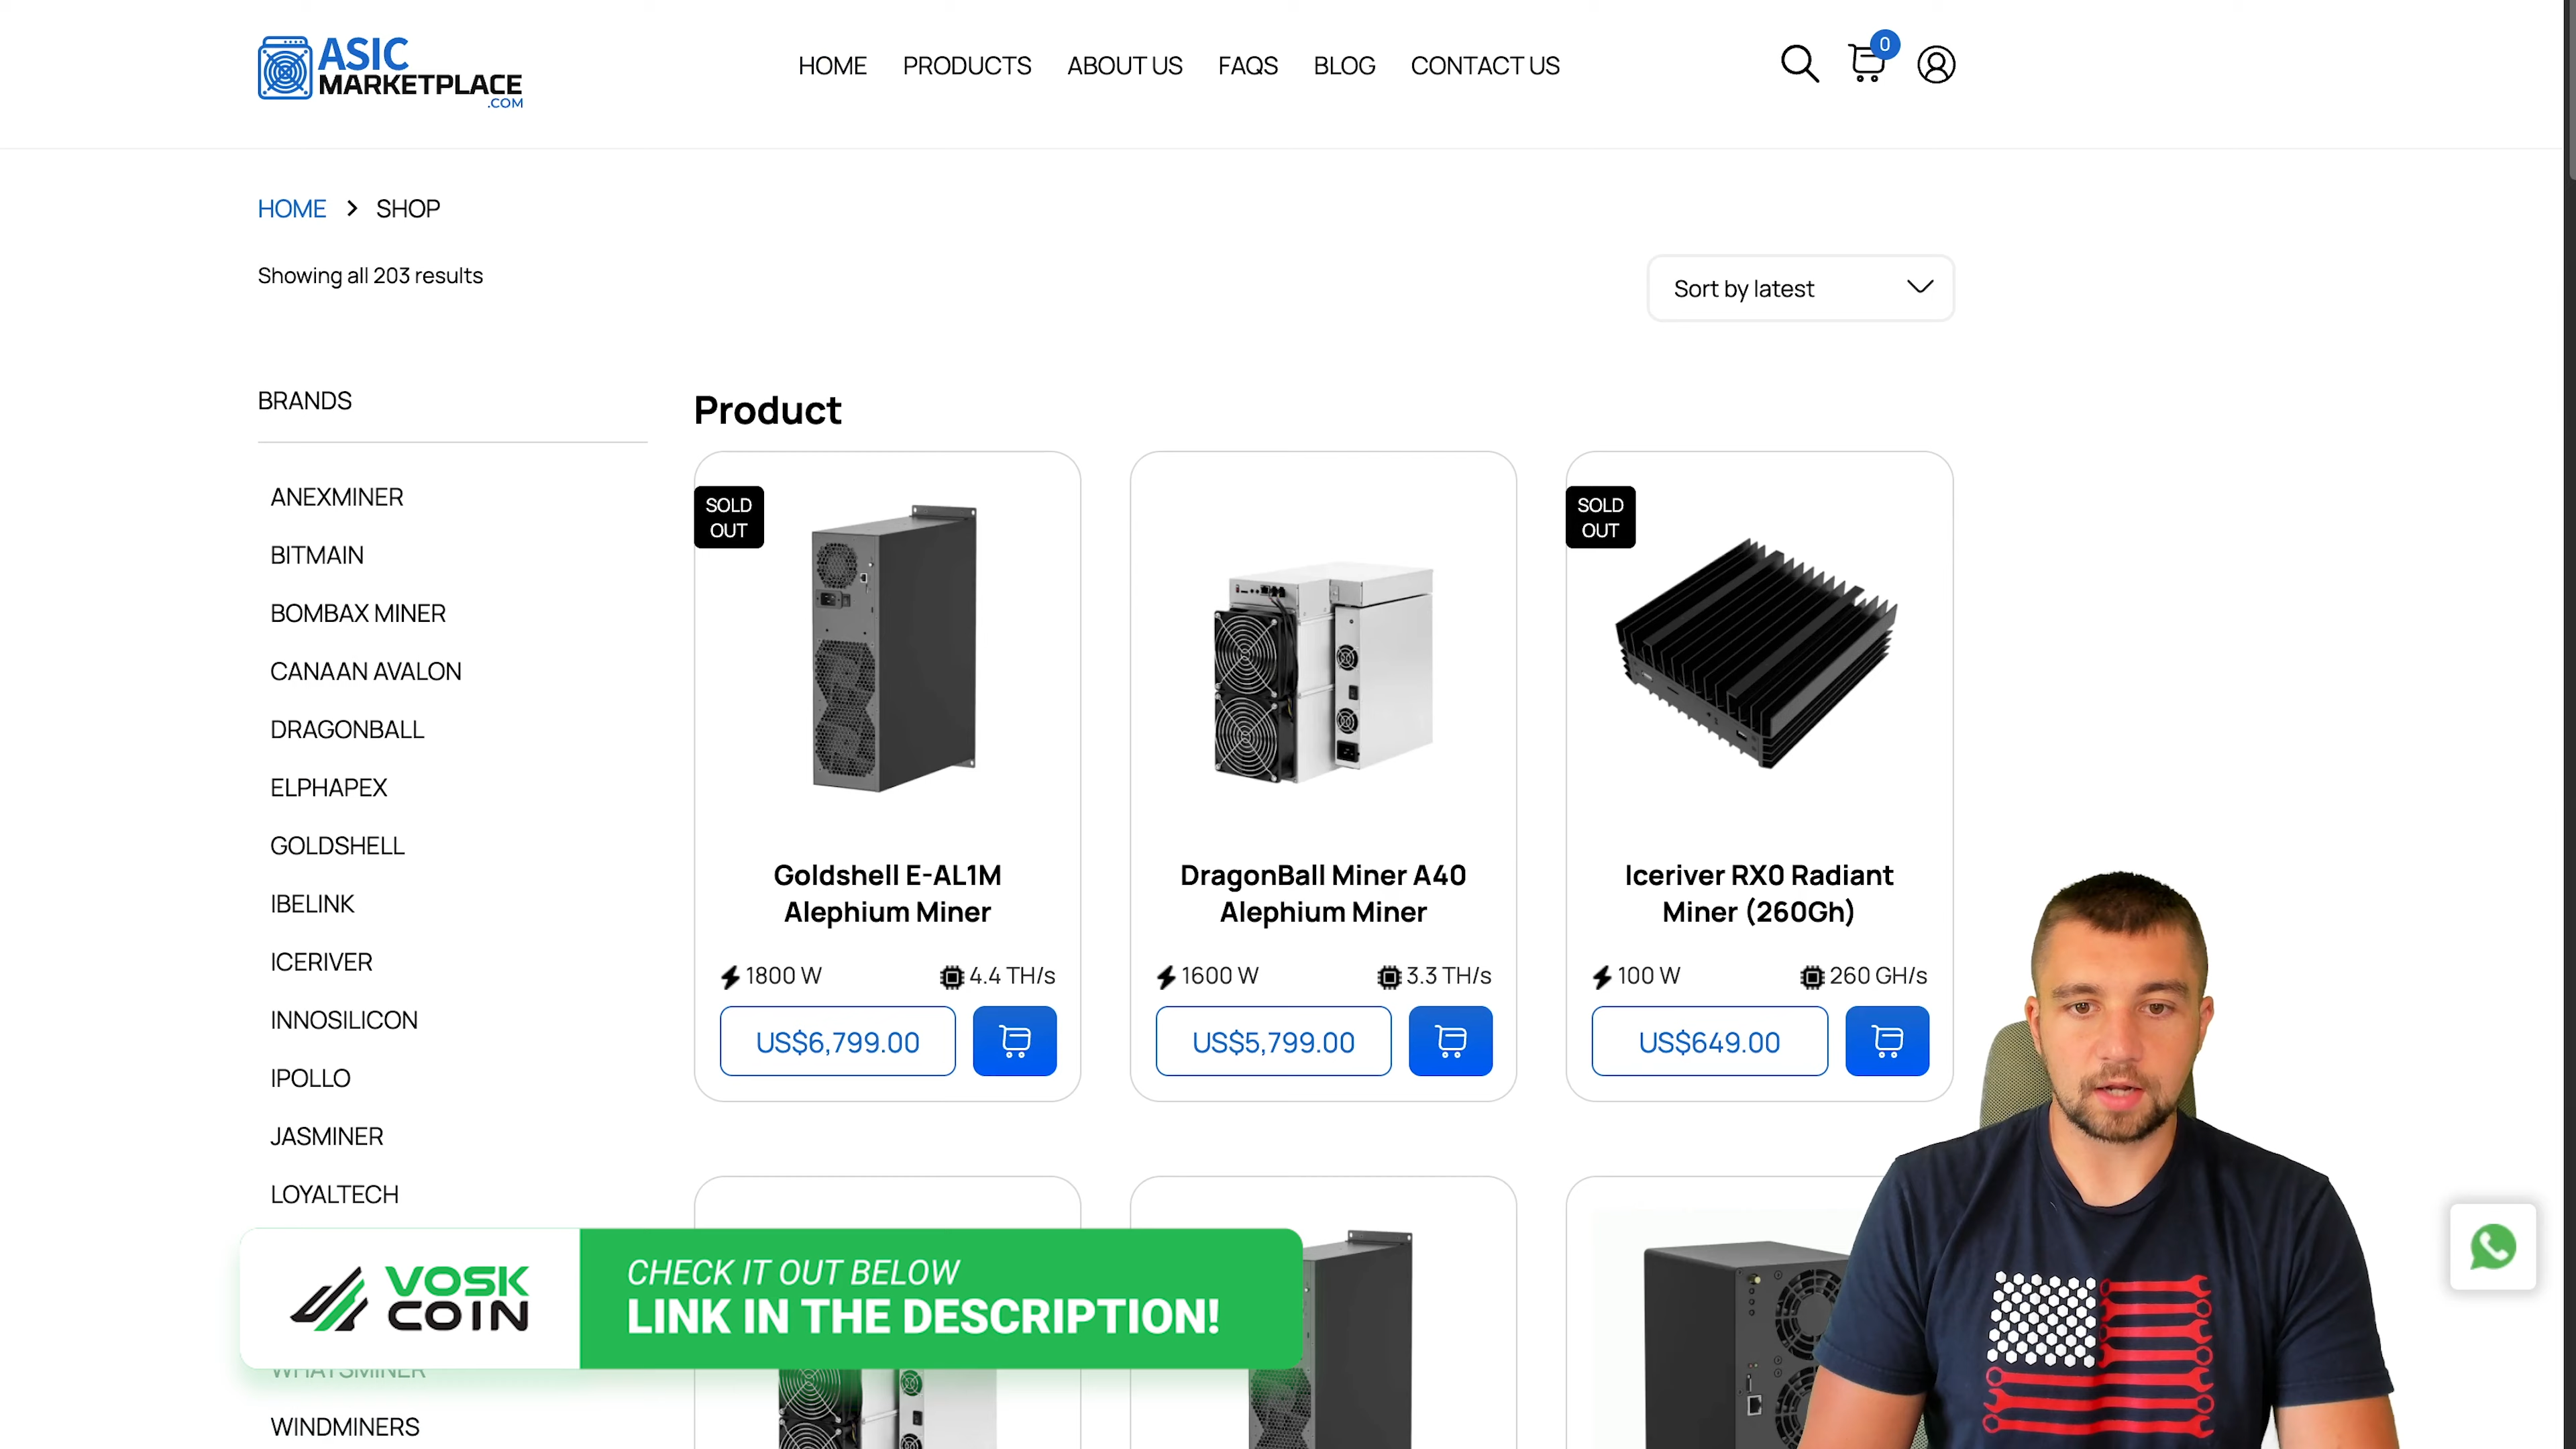 ASIC
MARKETPLACE
.COM
HOME
PRODUCTS
ABOUT US
FAQS
BLOG
CONTACT US
0
HOME > SHOP
Showing all 203 results
Sort by latest
BRANDS
ANEXMINER
BITMAIN
BOMBAX MINER
CANAAN AVALON
DRAGONBALL
ELPHAPEX
GOLDSHELL
IBELINK
ICERIVER
INNOSILICON
IPOLLO
JASMINER
LOYALTECH
WHATSMINER
WINDMINERS
Product
SOLD
OUT
Goldshell E-AL1M
Alephium Miner
1800 W
4.4 TH/s
US$6,799.00
DragonBall Miner A40
Alephium Miner
1600 W
3.3 TH/s
US$5,799.00
SOLD
OUT
Iceriver RX0 Radiant
Miner (260Gh)
100 W
260 GH/s
US$649.00
VOSK
COIN
CHECK IT OUT BELOW
LINK IN THE DESCRIPTION!